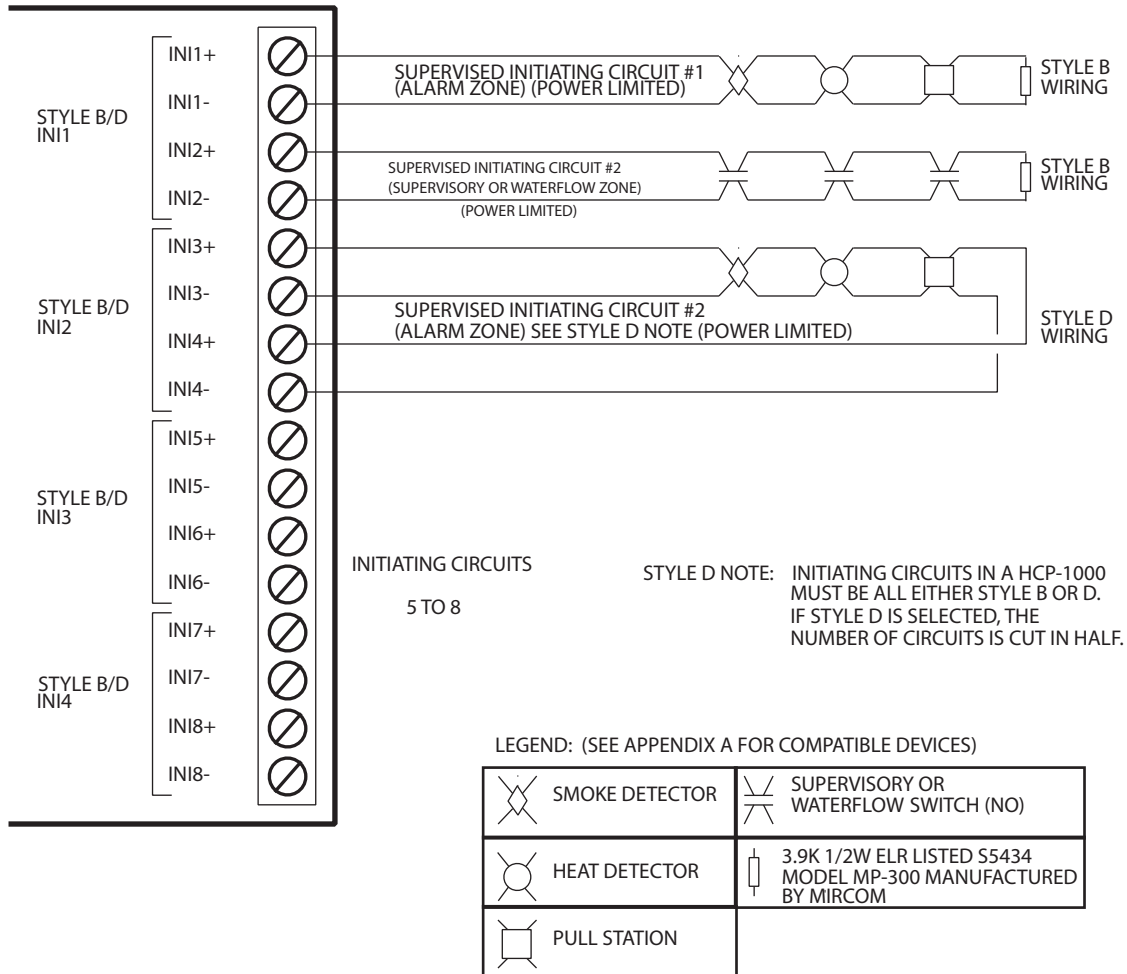 INI1+
SUPERVISED INITIATING CIRCUIT #1
(ALARM ZONE) (POWER LIMITED)
STYLE B
WIRING
INI1-
STYLE B/D
INI1
INI2+
SUPERVISED INITIATING CIRCUIT #2
(SUPERVISORY OR WATERFLOW ZONE)
(POWER LIMITED)
STYLE B
WIRING
INI2-
INI3+
INI3-
STYLE B/D
INI2
SUPERVISED INITIATING CIRCUIT #2
(ALARM ZONE) SEE STYLE D NOTE (POWER LIMITED)
STYLE D
WIRING
INI4+
INI4-
INI5+
INI5-
STYLE B/D
INI3
INI6+
INI6-
INITIATING CIRCUITS
5 TO 8
STYLE D NOTE: INITIATING CIRCUITS IN A HCP-1000
MUST BE ALL EITHER STYLE B OR D.
IF STYLE D IS SELECTED, THE
NUMBER OF CIRCUITS IS CUT IN HALF.
INI7+
INI7-
STYLE B/D
INI4
INI8+
INI8-
LEGEND: (SEE APPENDIX A FOR COMPATIBLE DEVICES)
SMOKE DETECTOR
SUPERVISORY OR
WATERFLOW SWITCH (NO)
HEAT DETECTOR
3.9K 1/2W ELR LISTED S5434
MODEL MP-300 MANUFACTURED
BY MIRCOM
PULL STATION